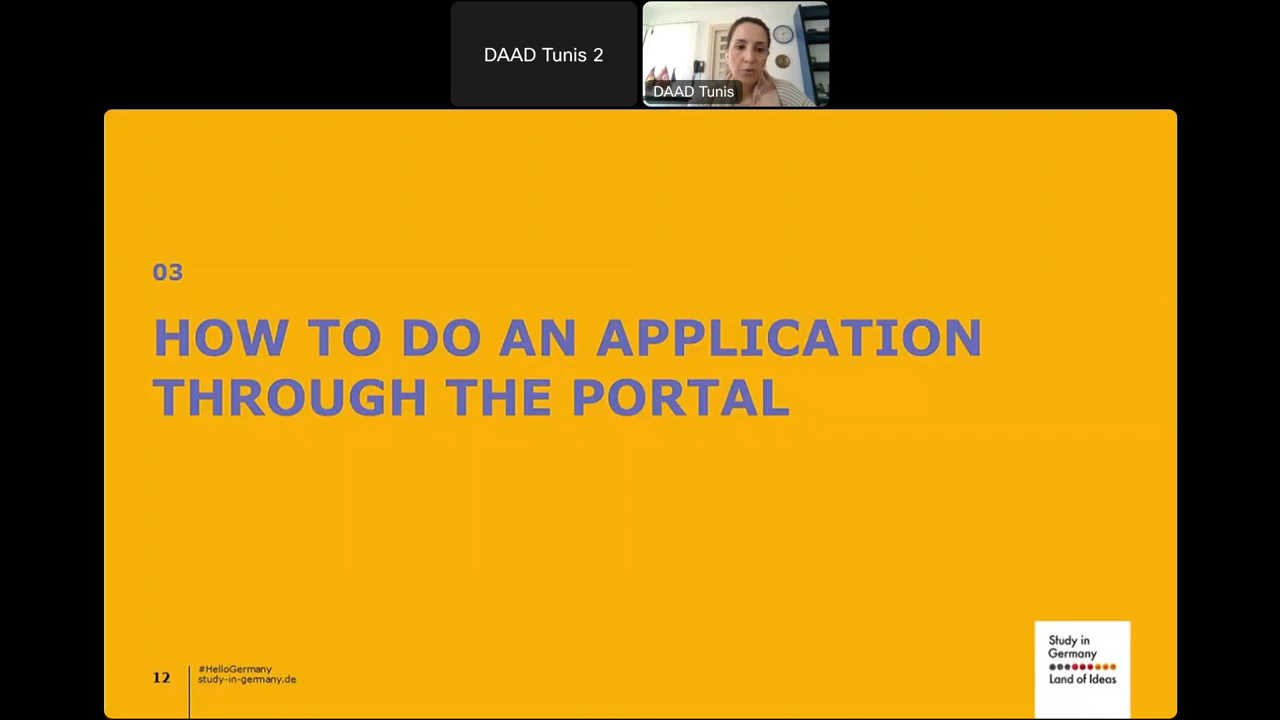 DAAD Tunis 2
DAAD Tunis
03
HOW TO DO AN APPLICATION
THROUGH THE PORTAL
12
#HelloGermany
study-in-germany.de
Study in
Germany
Land of Ideas